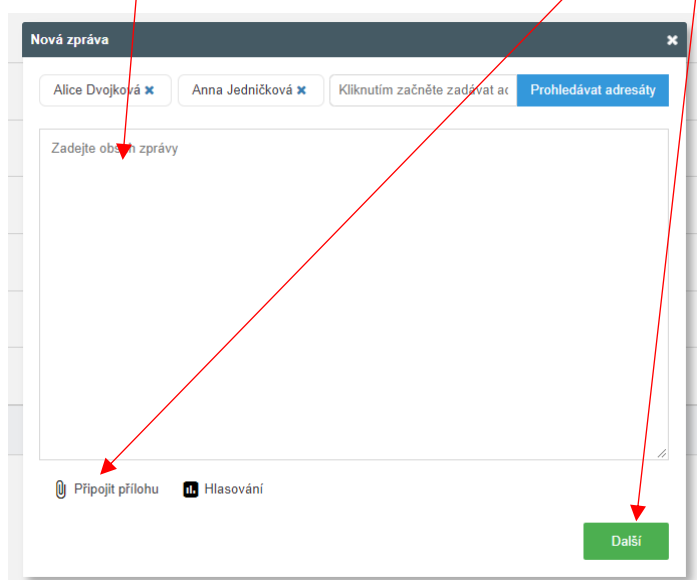 Nová zpráva
Alice Dvojková Anna Jedničková Kliknutím začněte zadávat ad Prohledávat adresáty
Zadejte obsah zprávy
Připojit přílohu Hlasování
Další